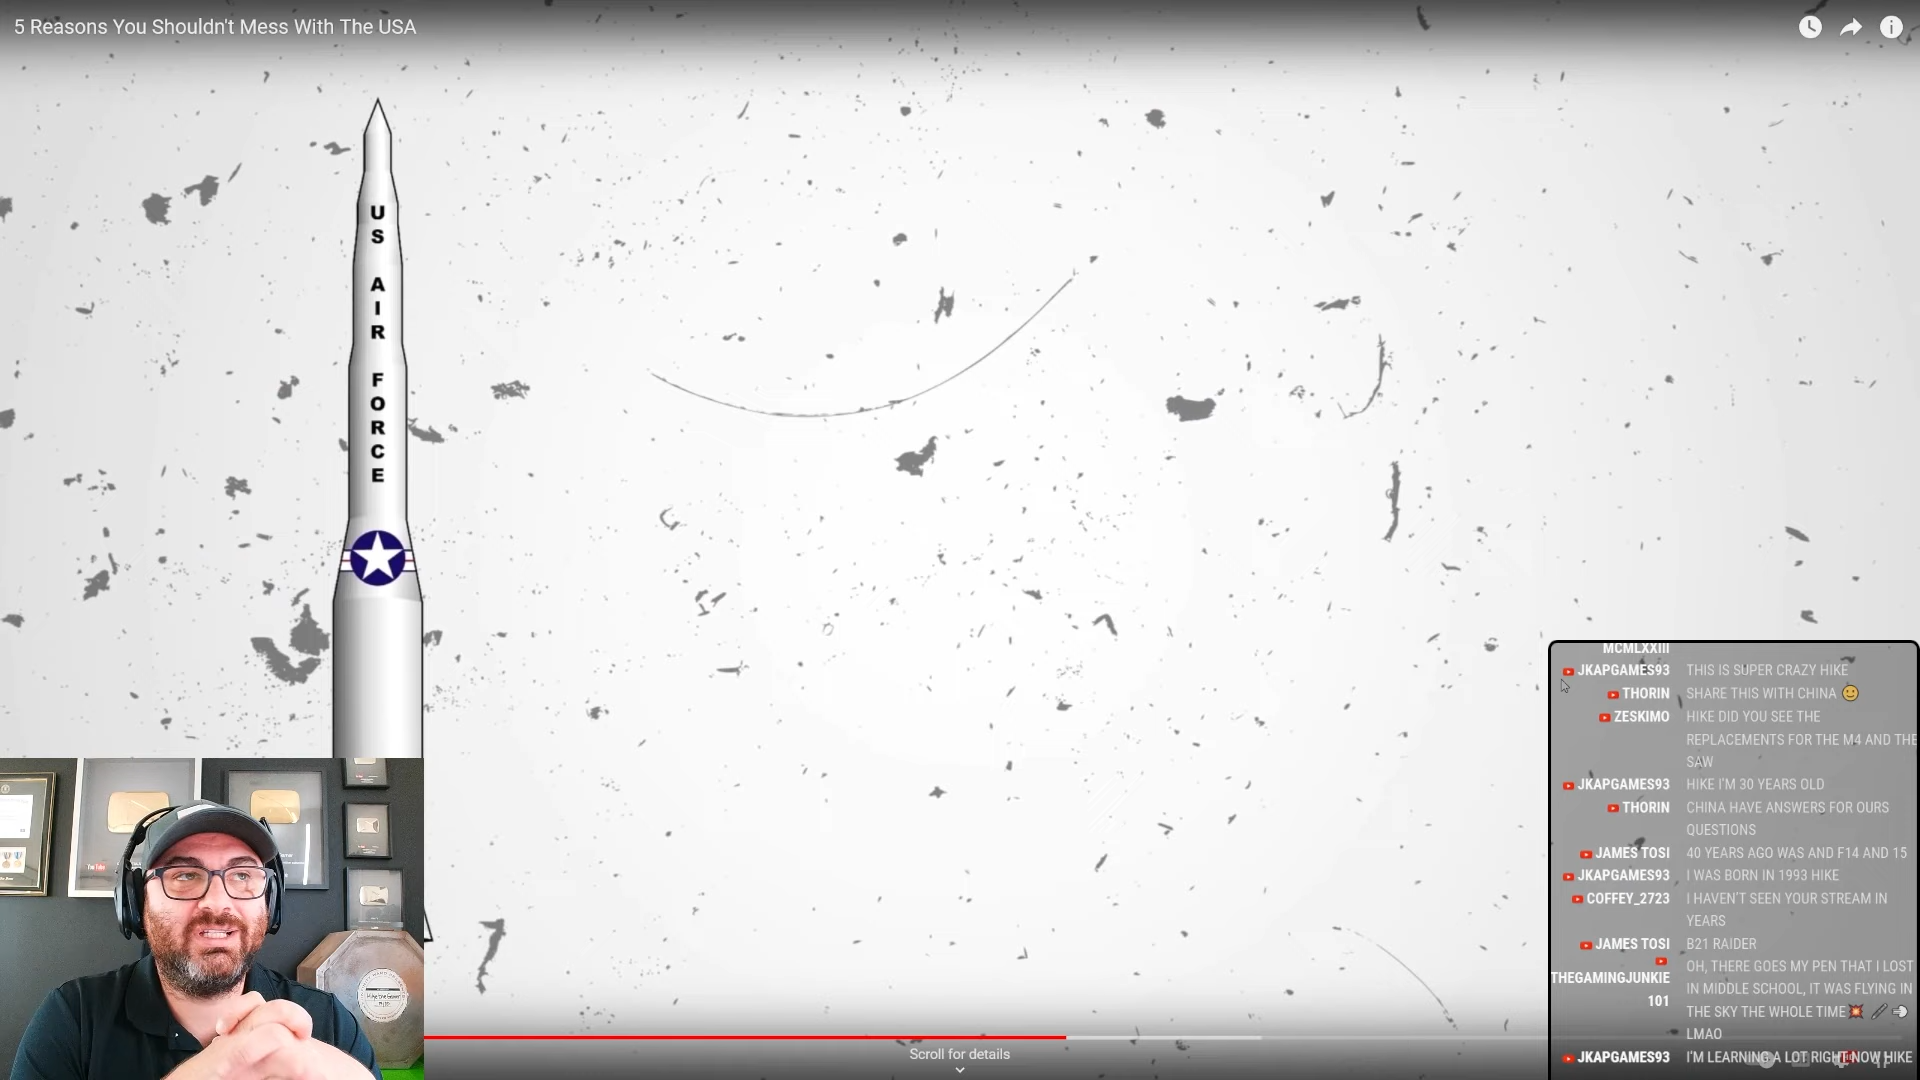 5 Reasons You Shouldn't Mess With The USA
US
AIR
FORCE
MCMLXXIII
JKAPGAMES93 THIS IS SUPER CRAZY HIKE
THORIN SHARE THIS WITH CHINA 🙂
ZESKIMO HIKE DID YOU SEE THE
REPLACEMENTS FOR THE M4 AND THE
SAW
JKAPGAMES93 HIKE I'M 30 YEARS OLD
THORIN CHINA HAVE ANSWERS FOR OURS
QUESTIONS
JAMES TOSI 40 YEARS AGO WAS AND F14 AND 15
JKAPGAMES93 I WAS BORN IN 1993 HIKE
COFFEY_2723 I HAVEN'T SEEN YOUR STREAM IN
YEARS
JAMES TOSI B21 RAIDER
THEGAMINGJUNKIE
101
OH, THERE GOES MY PEN THAT I LOST
IN MIDDLE SCHOOL, IT WAS FLYING IN
THE SKY THE WHOLE TIME💥 🖊️ 💨
LMAO
JKAPGAMES93 I'M LEARNING A LOT RIGHT NOW HIKE
Scroll for details